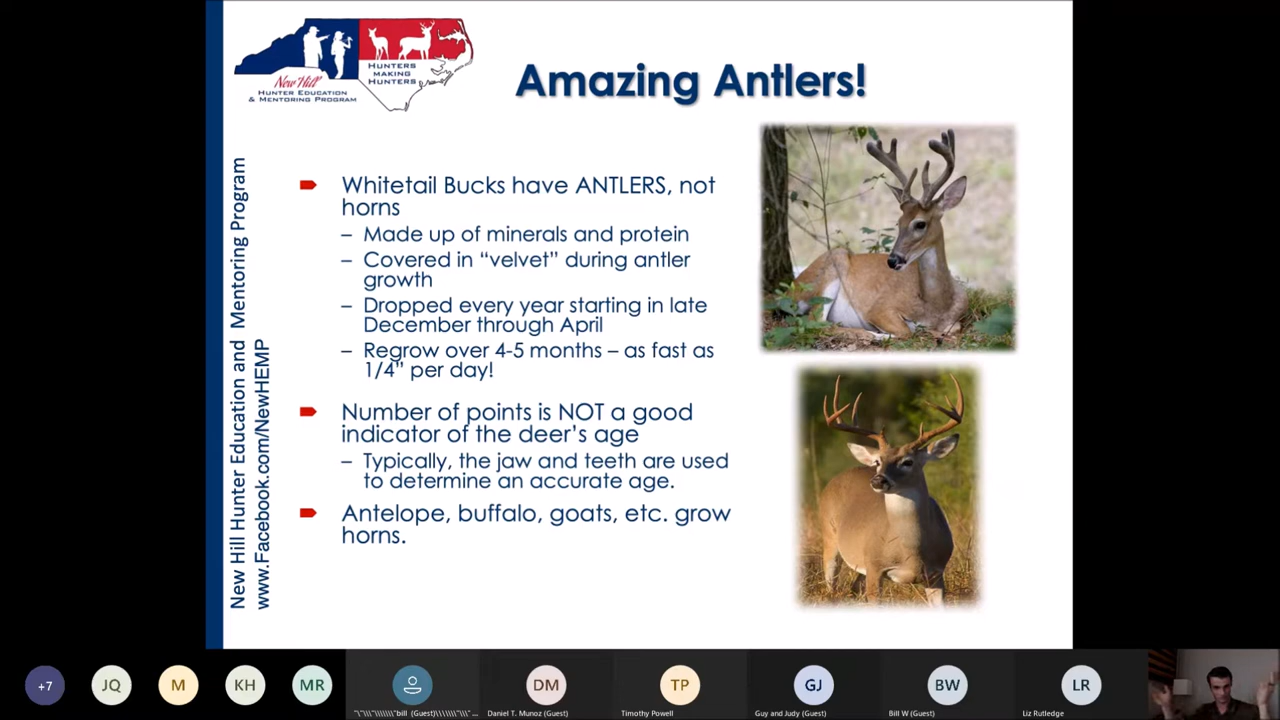 HUNTERS
MAKING
HUNTERS
New Hill
HUNTER EDUCATION
& MENTORING PROGRAM
Amazing Antlers!
New Hill Hunter Education and Mentoring Program
www.Facebook.com/NewHEMP
Whitetail Bucks have ANTLERS, not
horns
– Made up of minerals and protein
– Covered in “velvet” during antler
growth
– Dropped every year starting in late
December through April
– Regrow over 4-5 months – as fast as
1/4” per day!
Number of points is NOT a good
indicator of the deer’s age
– Typically, the jaw and teeth are used
to determine an accurate age.
Antelope, buffalo, goats, etc. grow
horns.
+7
JQ
M
KH
MR
DM
TP
GJ
BW
LR
bill (Guest)
Daniel T. Munoz (Guest)
Timothy Powell
Guy and Judy (Guest)
Bill W (Guest)
Liz Rutledge